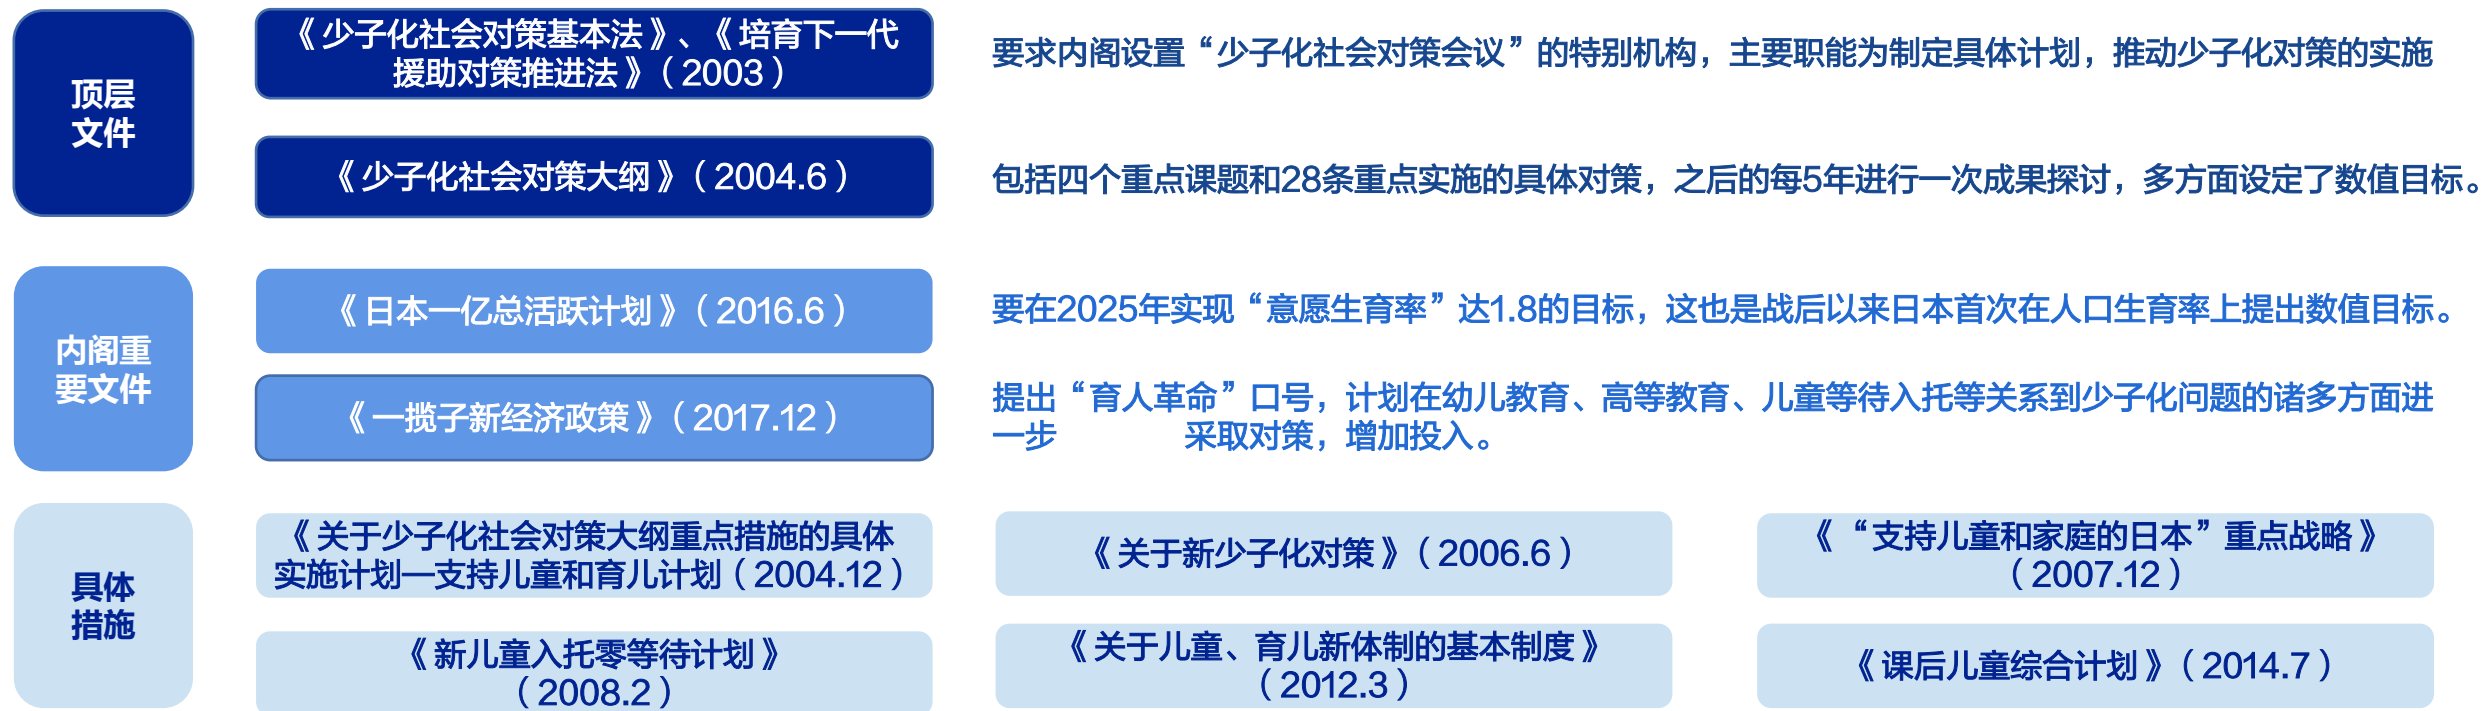 顶层
文件
《少子化社会对策基本法》、《培育下一代
援助对策推进法》（2003）
要求内阁设置“少子化社会对策会议”的特别机构，主要职能为制定具体计划，推动少子化对策的实施
《少子化社会对策大纲》（2004.6）
包括四个重点课题和28条重点实施的具体对策，之后的每5年进行一次成果探讨，多方面设定了数值目标。
内阁重
要文件
《日本一亿总活跃计划》（2016.6）
要在2025年实现“意愿生育率”达1.8的目标，这也是战后以来日本首次在人口生育率上提出数值目标。
《一揽子新经济政策》（2017.12）
提出“育人革命”口号，计划在幼儿教育、高等教育、儿童等待入托等关系到少子化问题的诸多方面进
一步 采取对策，增加投入。
具体
措施
《关于少子化社会对策大纲重点措施的具体
实施计划—支持儿童和育儿计划（2004.12）
《关于新少子化对策》（2006.6）
《“支持儿童和家庭的日本”重点战略》
（2007.12）
《新儿童入托零等待计划》
（2008.2）
《关于儿童、育儿新体制的基本制度》
（2012.3）
《课后儿童综合计划》（2014.7）